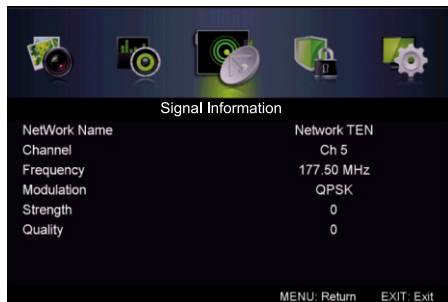 Signal Information
NetWork Name Network TEN
Channel Ch 5
Frequency 177.50 MHz
Modulation QPSK
Strength 0
Quality 0
MENU: Return EXIT: Exit